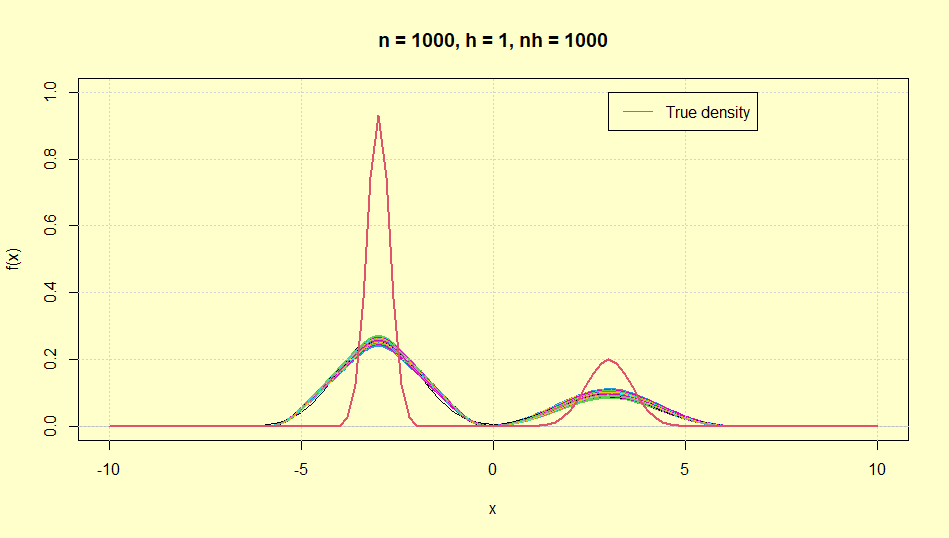 n = 1000, h = 1, nh = 1000
True density
1.0
0.8
0.6
0.4
0.2
0.0
f(x)
-10 -5 0 5 10
x